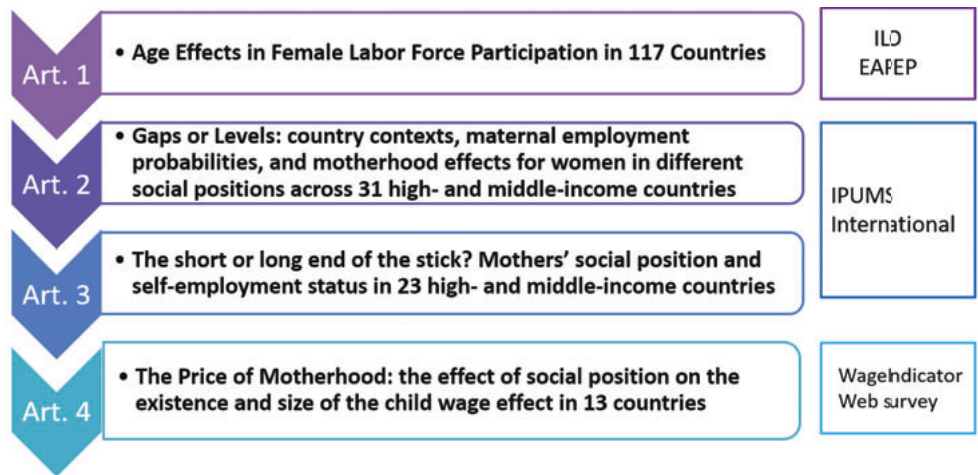 Art. 1
• Age Effects in Female Labor Force Participation in 117 Countries
ILO
EAPEP
Art. 2
• Gaps or Levels: country contexts, maternal employment
probabilities, and motherhood effects for women in different
social positions across 31 high- and middle-income countries
IPUMS
International
Art. 3
• The short or long end of the stick? Mothers' social position and
self-employment status in 23 high- and middle-income countries
Art. 4
• The Price of Motherhood: the effect of social position on the
existence and size of the child wage effect in 13 countries
WageIndicator
Web survey